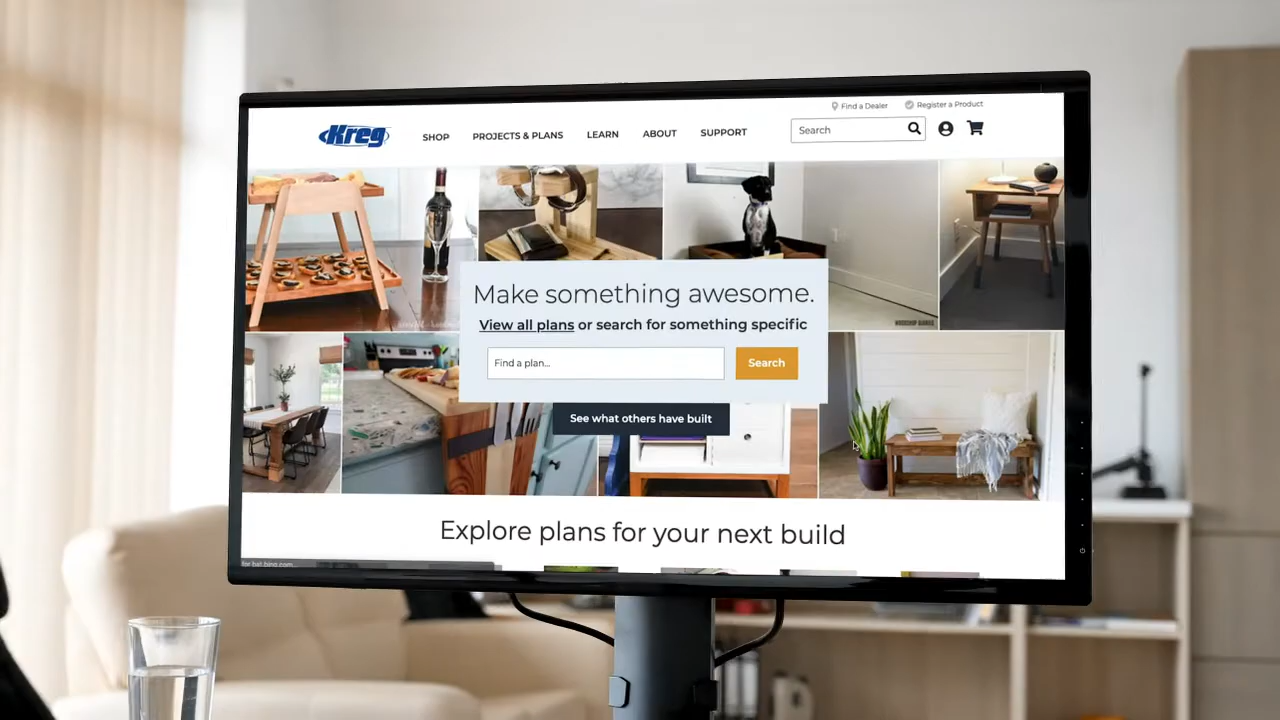 Find a Dealer
Register a Product
Kreg
SHOP
PROJECTS & PLANS
LEARN
ABOUT
SUPPORT
Search
Make something awesome.
View all plans or search for something specific
Find a plan...
Search
See what others have built
Explore plans for your next build